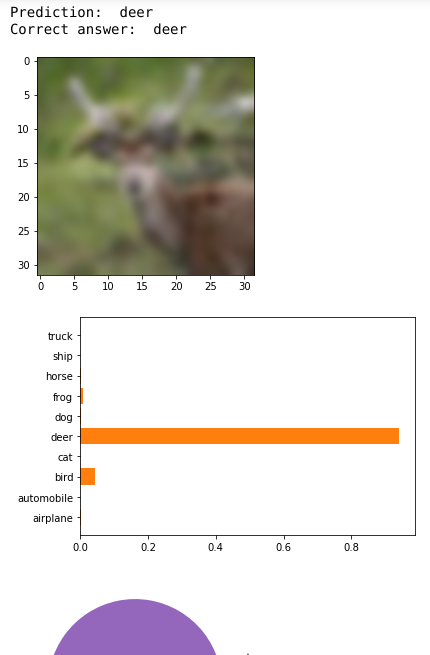 Prediction:  deer
Correct answer:  deer
0
5
10
15
20
25
30
0 5 10 15 20 25 30
truck
ship
horse
frog
dog
deer
cat
bird
automobile
airplane
0.0 0.2 0.4 0.6 0.8